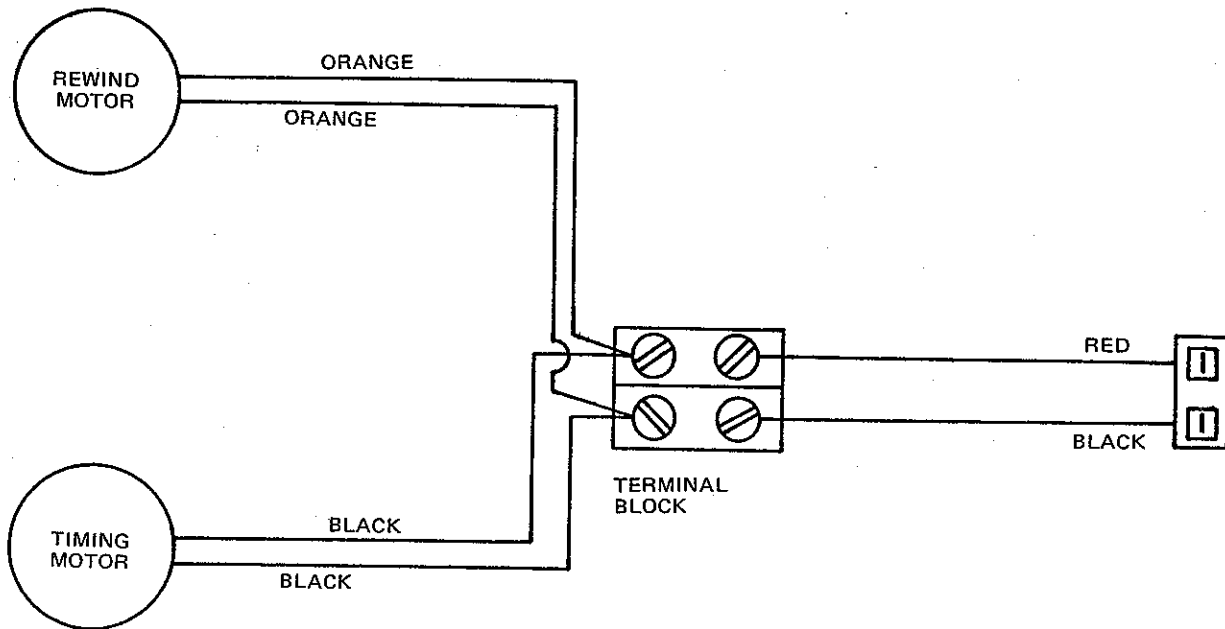 REWIND
MOTOR
ORANGE
ORANGE
RED
BLACK
TERMINAL
BLOCK
TIMING
MOTOR
BLACK
BLACK